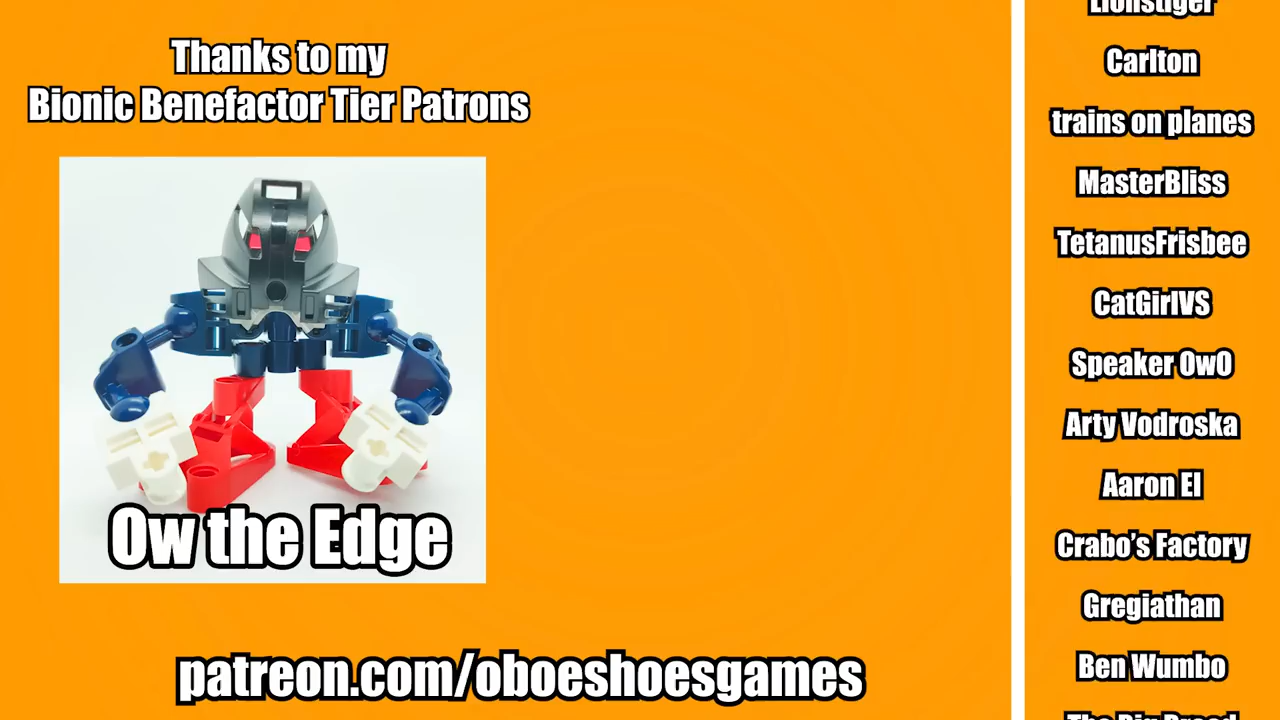 Thanks to my
Bionic Benefactor Tier Patrons
Ow the Edge
patreon.com/oboeshoesgames
Lionstiger
Carlton
trains on planes
MasterBliss
TetanusFrisbee
CatGirlVS
Speaker OwO
Arty Vodroska
Aaron El
Crabo's Factory
Gregiathan
Ben Wumbo